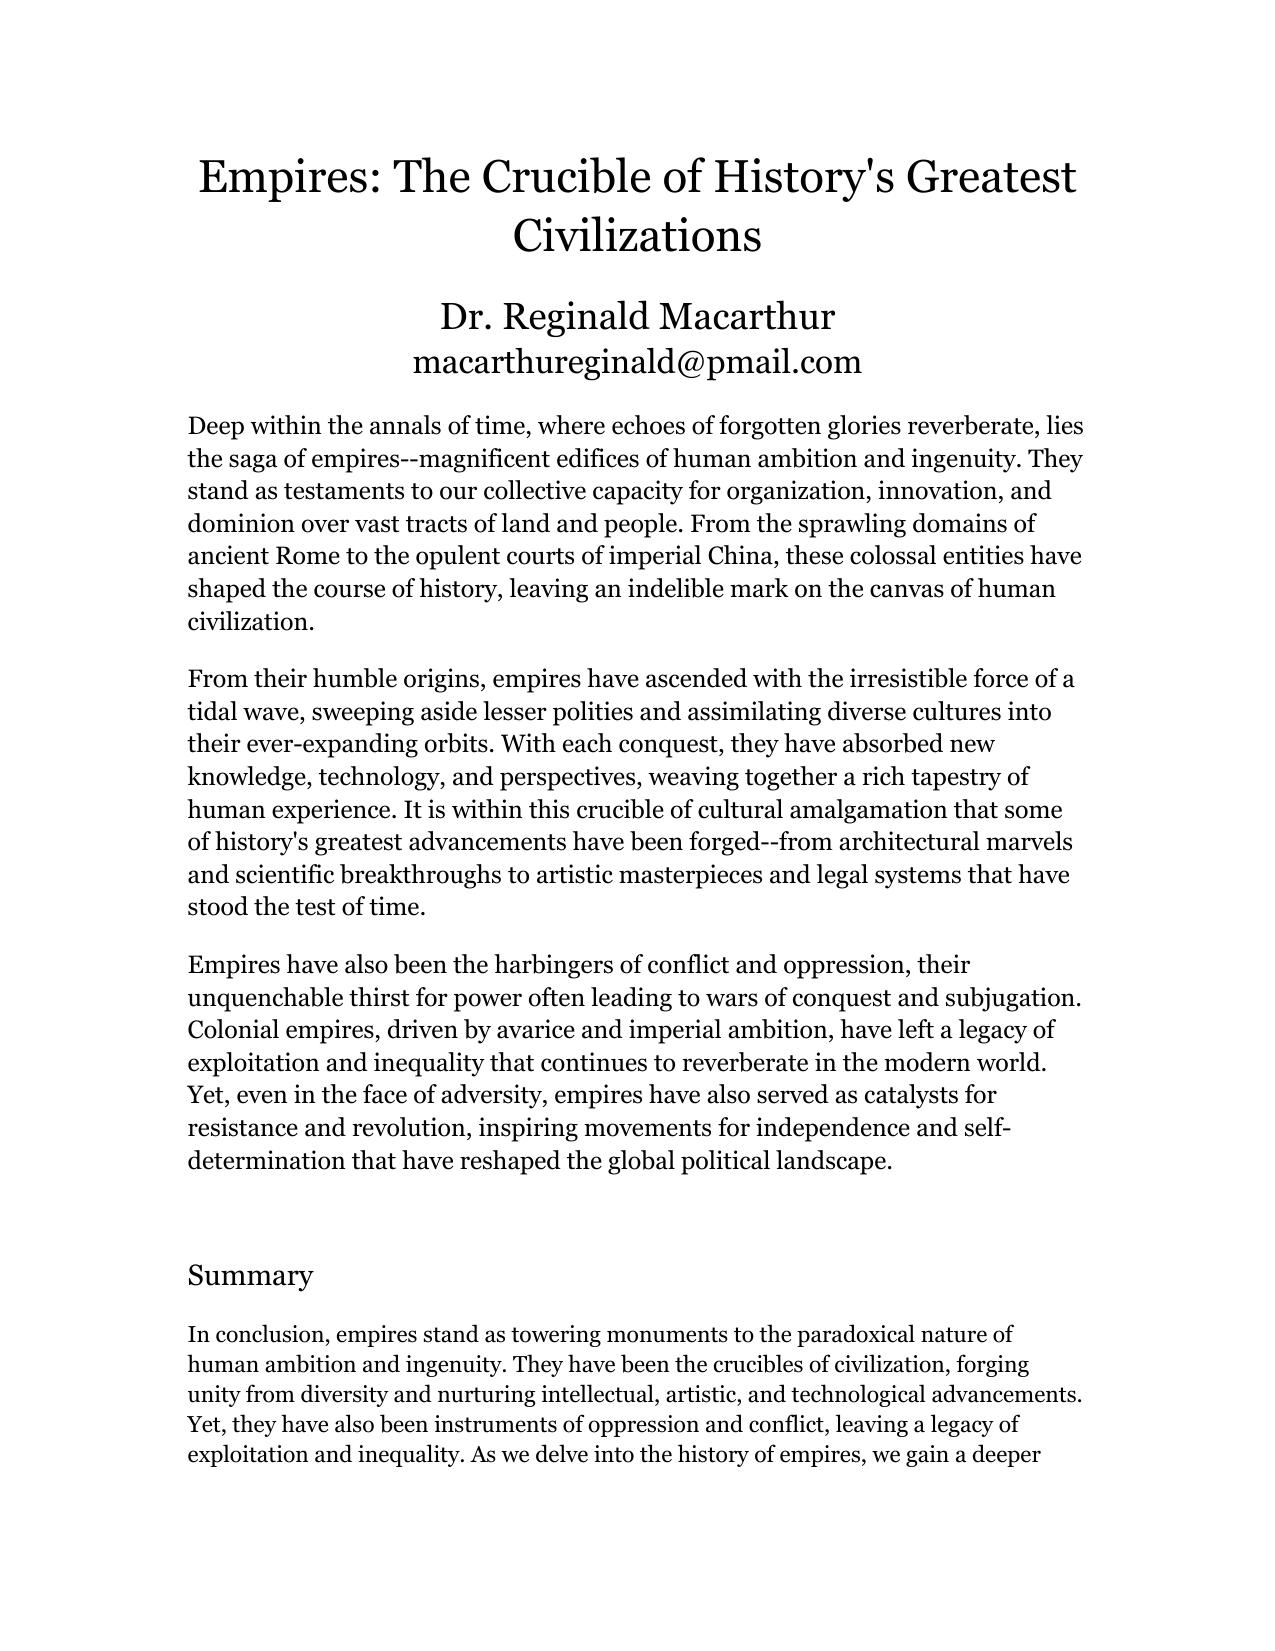 Empires: The Crucible of History's Greatest
Civilizations
Dr. Reginald Macarthur
macarthureginald@pmail.com
Deep within the annals of time, where echoes of forgotten glories reverberate, lies
the saga of empires--magnificent edifices of human ambition and ingenuity. They
stand as testaments to our collective capacity for organization, innovation, and
dominion over vast tracts of land and people. From the sprawling domains of
ancient Rome to the opulent courts of imperial China, these colossal entities have
shaped the course of history, leaving an indelible mark on the canvas of human
civilization.
From their humble origins, empires have ascended with the irresistible force of a
tidal wave, sweeping aside lesser polities and assimilating diverse cultures into
their ever-expanding orbits. With each conquest, they have absorbed new
knowledge, technology, and perspectives, weaving together a rich tapestry of
human experience. It is within this crucible of cultural amalgamation that some
of history's greatest advancements have been forged--from architectural marvels
and scientific breakthroughs to artistic masterpieces and legal systems that have
stood the test of time.
Empires have also been the harbingers of conflict and oppression, their
unquenchable thirst for power often leading to wars of conquest and subjugation.
Colonial empires, driven by avarice and imperial ambition, have left a legacy of
exploitation and inequality that continues to reverberate in the modern world.
Yet, even in the face of adversity, empires have also served as catalysts for
resistance and revolution, inspiring movements for independence and self-
determination that have reshaped the global political landscape.
Summary
In conclusion, empires stand as towering monuments to the paradoxical nature of
human ambition and ingenuity. They have been the crucibles of civilization, forging
unity from diversity and nurturing intellectual, artistic, and technological advancements.
Yet, they have also been instruments of oppression and conflict, leaving a legacy of
exploitation and inequality. As we delve into the history of empires, we gain a deeper